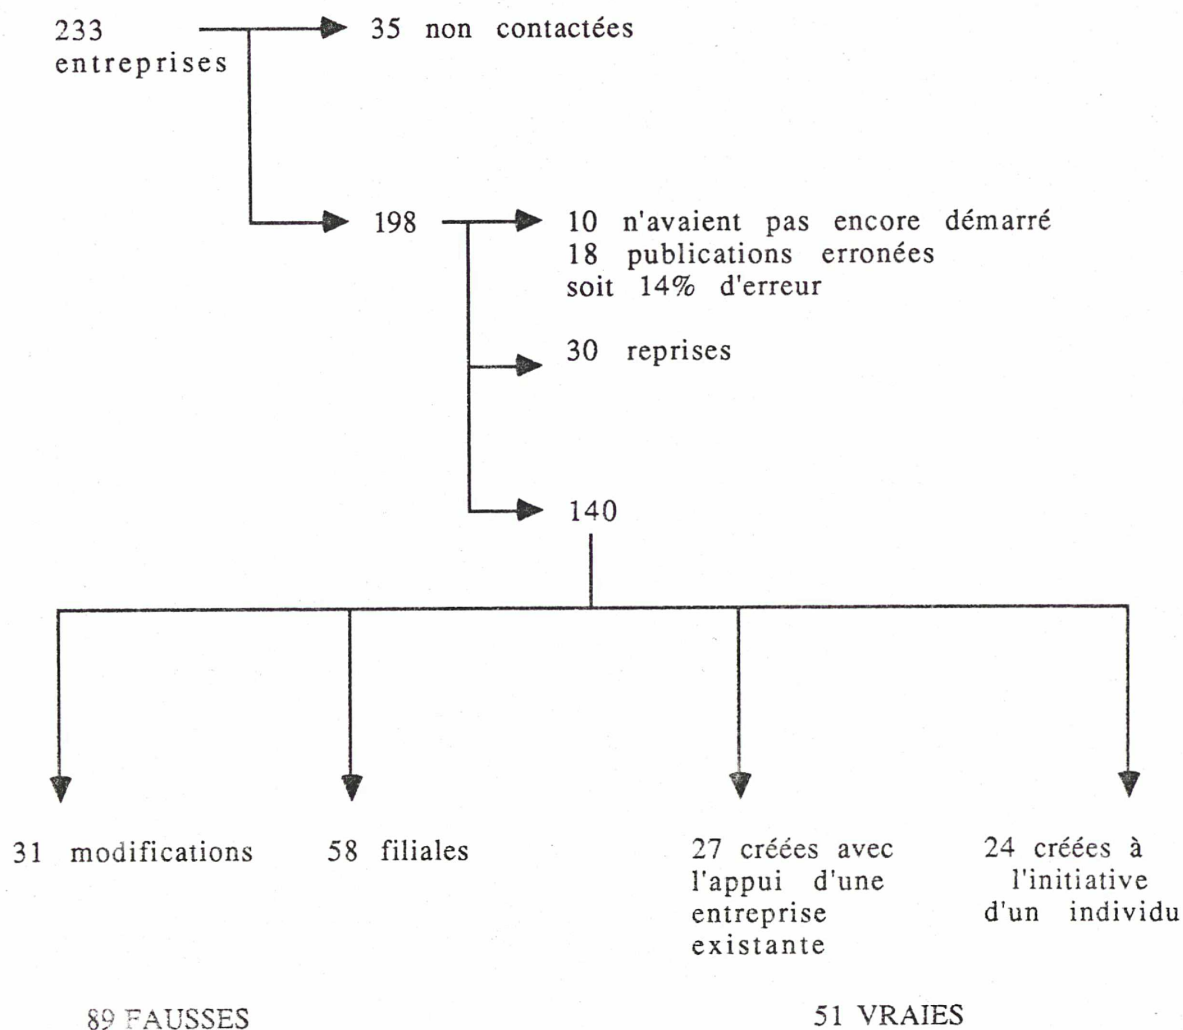 233
entreprises
35 non contactées
198
10 n'avaient pas encore démarré
18 publications erronées
soit 14% d'erreur
30 reprises
140
31 modifications
58 filiales
27 créées avec
l'appui d'une
entreprise
existante
24 créées à
l'initiative
d'un individu
89 FAUSSES
51 VRAIES